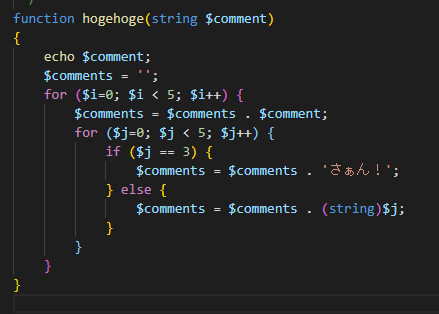 /
function hogehoge(string $comment)
{
    echo $comment;
    $comments = '';
    for ($i=0; $i < 5; $i++) {
        $comments = $comments . $comment;
        for ($j=0; $j < 5; $j++) {
            if ($j == 3) {
                $comments = $comments . 'さぁん！';
            } else {
                $comments = $comments . (string)$j;
            }
        }
    }
}